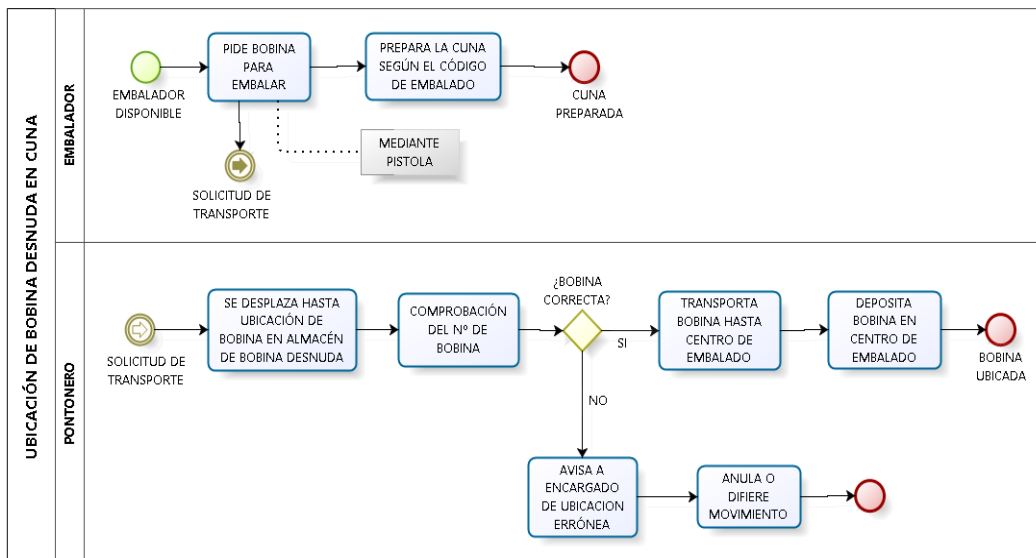 UBICACIÓN DE BOBINA DESNUDA EN CUNA
EMBALADOR
EMBALADOR
DISPONIBLE
PIDE BOBINA
PARA
EMBALAR
PREPARA LA CUNA
SEGÚN EL CÓDIGO
DE EMBALADO
CUNA
PREPARADA
MEDIANTE
PISTOLA
SOLICITUD DE
TRANSPORTE
PONTONERO
SOLICITUD DE
TRANSPORTE
SE DESPLAZA HASTA
UBICACIÓN DE
BOBINA EN ALMACÉN
DE BOBINA DESNUDA
COMPROBACIÓN
DEL Nº DE
BOBINA
¿BOBINA
CORRECTA?
SI
TRANSPORTA
BOBINA HASTA
CENTRO DE
EMBALADO
DEPOSITA
BOBINA EN
CENTRO DE
EMBALADO
BOBINA
UBICADA
NO
AVISA A
ENCARGADO
DE UBICACION
ERRÓNEA
ANULA O
DIFIERE
MOVIMIENTO